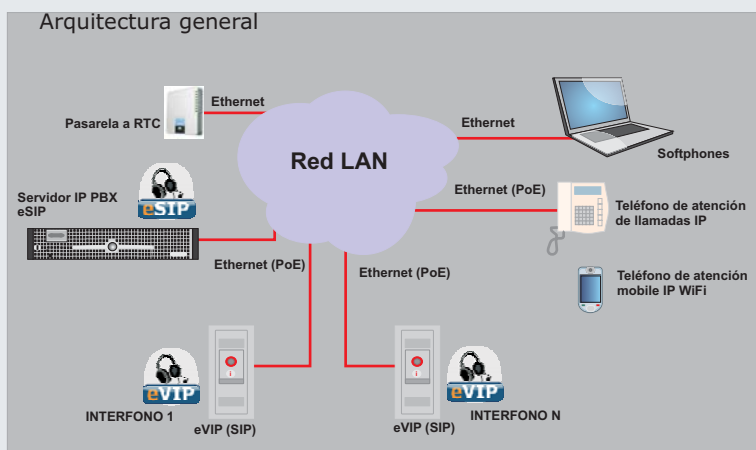 Arquitectura general
Ethernet
Pasarela a RTC
Red LAN
Ethernet
Softphones
Servidor IP PBX
eSIP
eSIP
Ethernet (PoE)
Teléfono de atención
de llamadas IP
Ethernet (PoE)
Ethernet (PoE)
Teléfono de atención
mobile IP WiFi
eVIP
INTERFONO 1
eVIP (SIP)
eVIP
INTERFONO N
eVIP (SIP)